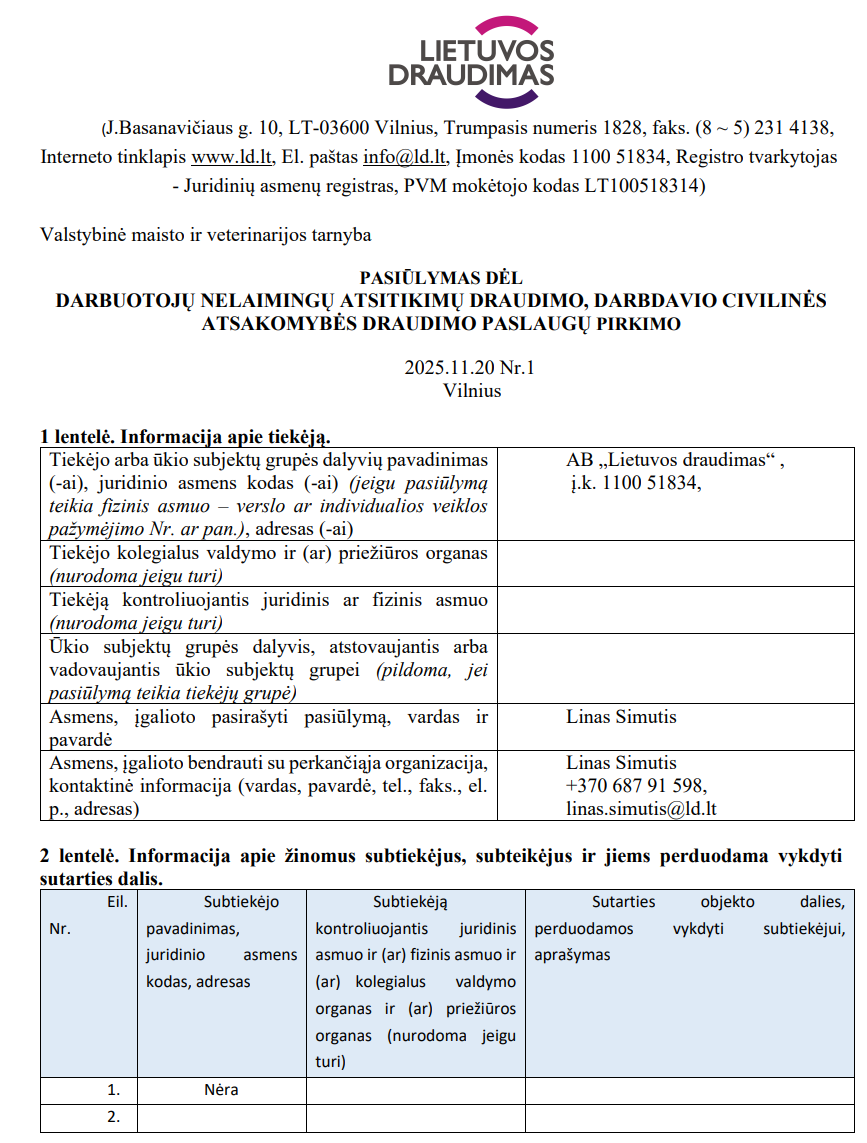 LIETUVOS
DRAUDIMAS
(J.Basanavičiaus g. 10, LT-03600 Vilnius, Trumpasis numeris 1828, faks. (8 ~ 5) 231 4138,
Interneto tinklapis www.ld.lt, El. paštas info@ld.lt, Įmonės kodas 1100 51834, Registro tvarkytojas
- Juridinių asmenų registras, PVM mokėtojo kodas LT100518314)
Valstybinė maisto ir veterinarijos tarnyba
PASIŪLYMAS DĖL
DARBUOTOJŲ NELAIMINGŲ ATSITIKIMŲ DRAUDIMO, DARBDAVIO CIVILINĖS
ATSAKOMYBĖS DRAUDIMO PASLAUGŲ PIRKIMO
2025.11.20 Nr.1
Vilnius
1 lentelė. Informacija apie tiekėją.
Tiekėjo arba ūkio subjektų grupės dalyvių pavadinimas
(-ai), juridinio asmens kodas (-ai) (jeigu pasiūlymą
teikia fizinis asmuo – verslo ar individualios veiklos
pažymėjimo Nr. ar pan.), adresas (-ai)
AB „Lietuvos draudimas“ ,
į.k. 1100 51834,
Tiekėjo kolegialus valdymo ir (ar) priežiūros organas
(nurodoma jeigu turi)
Tiekėją kontroliuojantis juridinis ar fizinis asmuo
(nurodoma jeigu turi)
Ūkio subjektų grupės dalyvis, atstovaujantis arba
vadovaujantis ūkio subjektų grupei (pildoma, jei
pasiūlymą teikia tiekėjų grupė)
Asmens, įgalioto pasirašyti pasiūlymą, vardas ir
pavardė
Linas Simutis
Asmens, įgalioto bendrauti su perkančiąja organizacija,
kontaktinė informacija (vardas, pavardė, tel., faks., el.
p., adresas)
Linas Simutis
+370 687 91 598,
linas.simutis@ld.lt
2 lentelė. Informacija apie žinomus subtiekėjus, subteikėjus ir jiems perduodama vykdyti
sutarties dalis.
Eil.
Nr.
Subtiekėjo
pavadinimas,
juridinio asmens
kodas, adresas
Subtiekėją
kontroliuojantis juridinis
asmuo ir (ar) fizinis asmuo ir
(ar) kolegialus valdymo
organas ir (ar) priežiūros
organas (nurodoma jeigu
turi)
Sutarties objekto dalies,
perduodamos vykdyti subtiekėjui,
aprašymas
1.
Nėra
2.